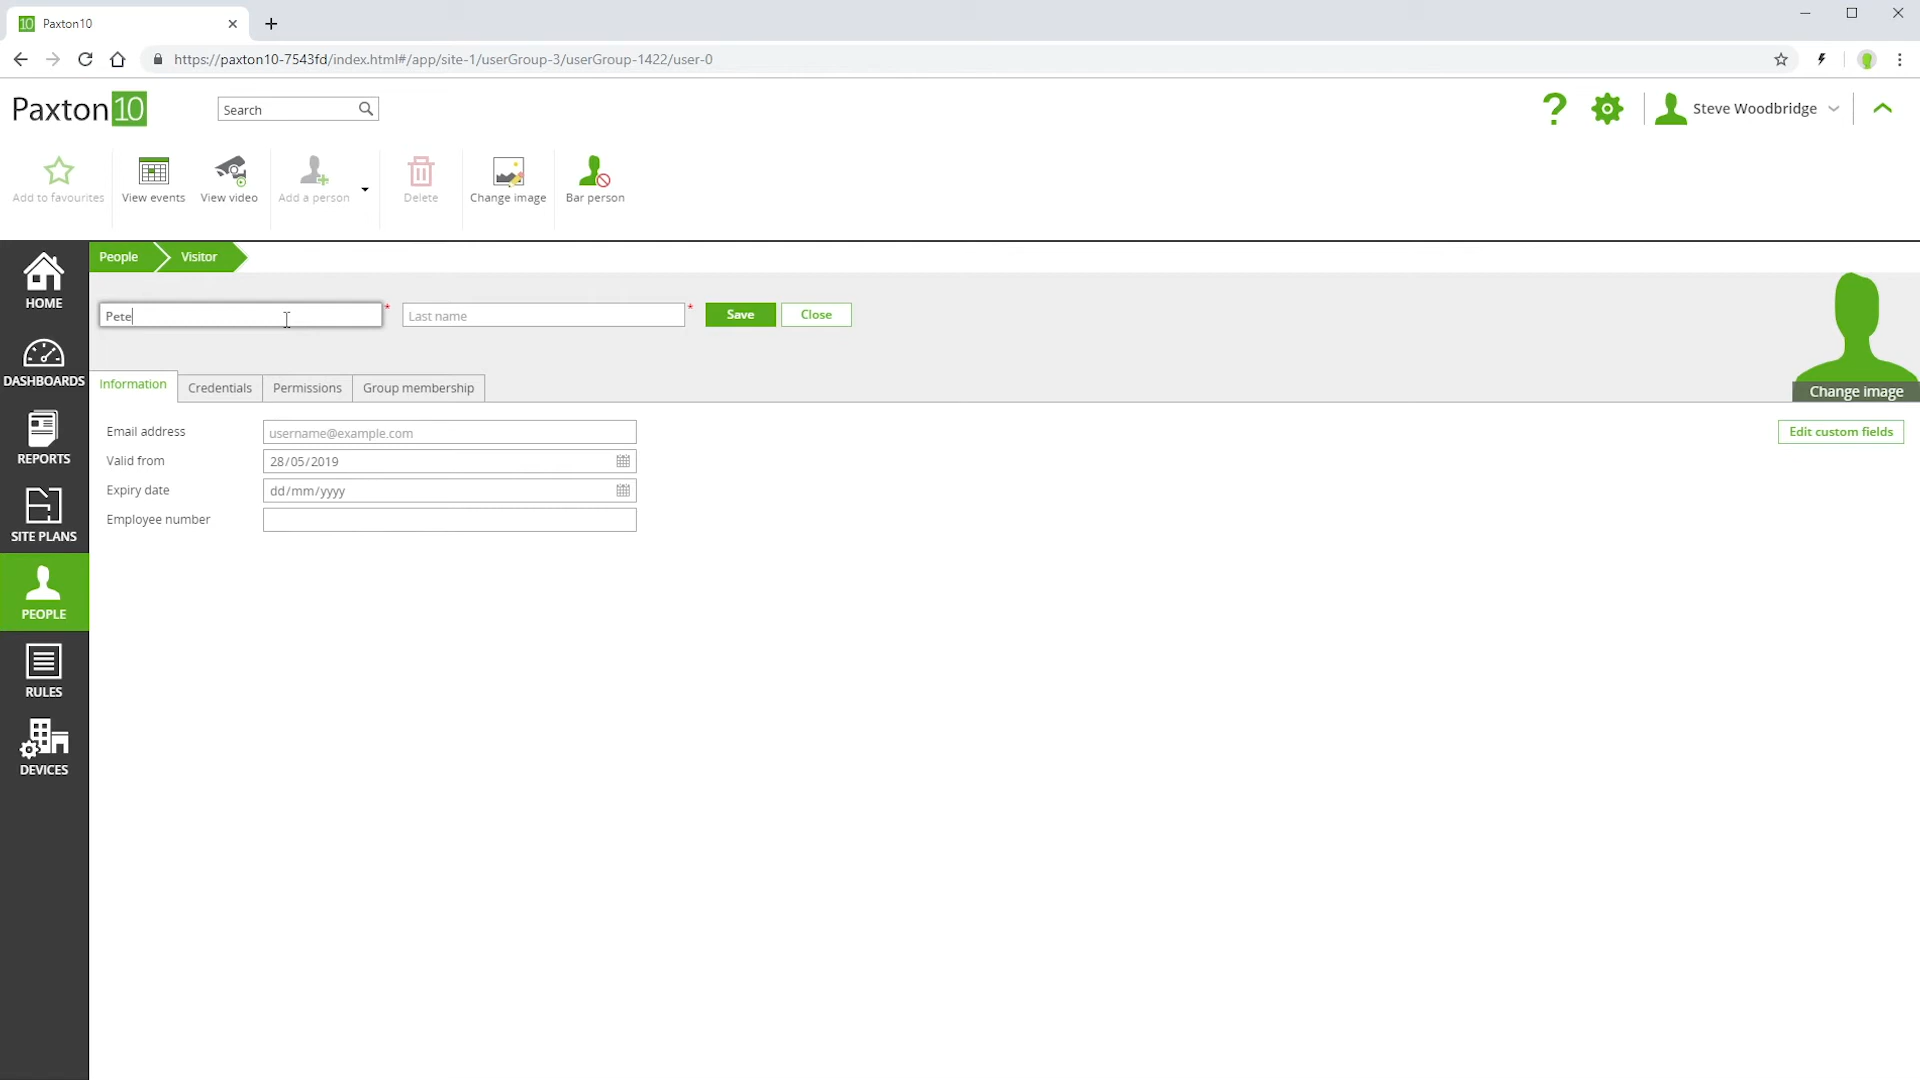 10 Paxton10
https://paxton10-7543fd/index.html#/app/site-1/userGroup-3/userGroup-1422/user-0
Paxton10
Search
? Steve Woodbridge
Add to favourites View events View video Add a person Delete Change image Bar person
HOME
DASHBOARDS
REPORTS
SITE PLANS
PEOPLE
RULES
DEVICES
People Visitor
Pete * Last name * Save Close
Change image
Information Credentials Permissions Group membership
Email address username@example.com Edit custom fields
Valid from 28/05/2019
Expiry date dd/mm/yyyy
Employee number